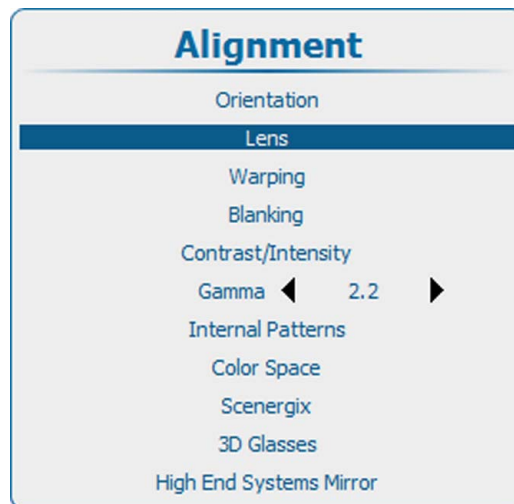 Alignment
Orientation
Lens
Warping
Blanking
Contrast/Intensity
Gamma 2.2
Internal Patterns
Color Space
Scenergix
3D Glasses
High End Systems Mirror